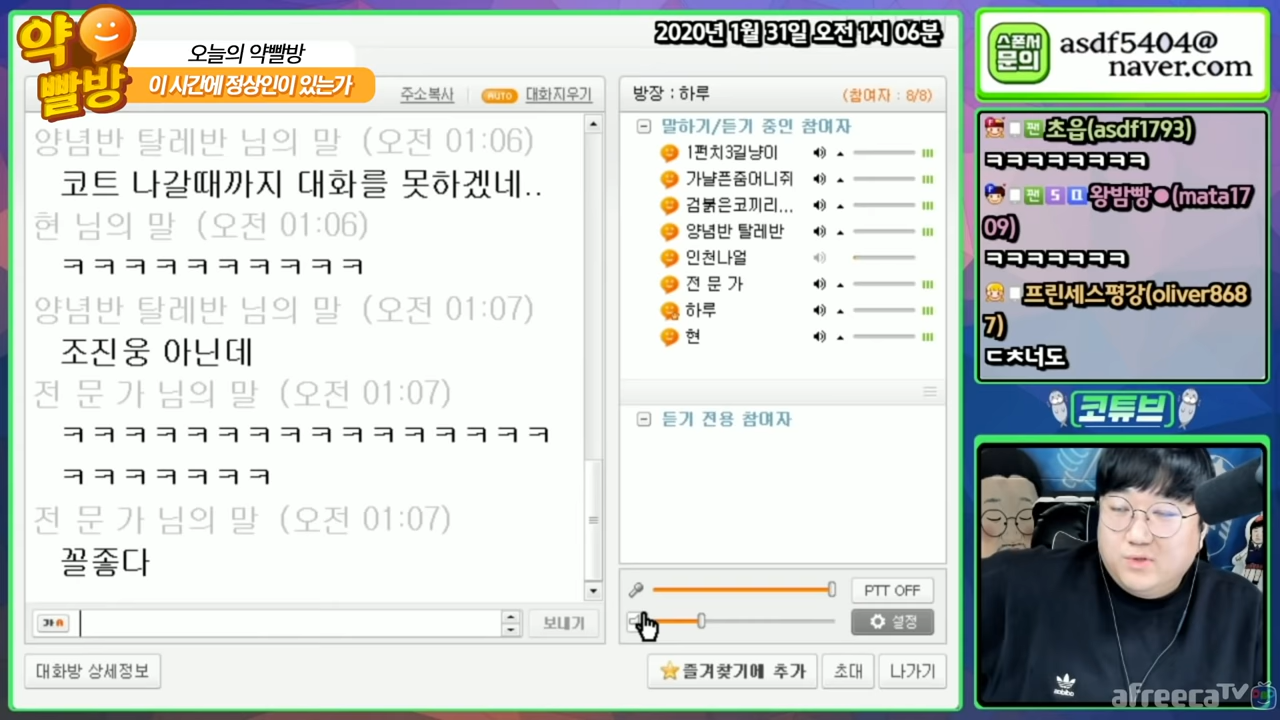 약빨방
오늘의 약빨방
이 시간에 정상인이 있는가
2020년 1월 31일 오전 1시 06분
주소복사
AUTO 대화지우기
양념반 탈레반 님의 말 (오전 01:06)
코트 나갈때까지 대화를 못하겠네..
현 님의 말 (오전 01:06)
ㅋㅋㅋㅋㅋㅋㅋㅋㅋㅋ
양념반 탈레반 님의 말 (오전 01:07)
조진웅 아닌데
전 문 가 님의 말 (오전 01:07)
ㅋㅋㅋㅋㅋㅋㅋㅋㅋㅋㅋㅋㅋㅋㅋㅋ
ㅋㅋㅋㅋㅋㅋㅋ
전 문 가 님의 말 (오전 01:07)
꼴좋다
가가
보내기
대화방 상세정보
방장 : 하루
(참여자 : 8/8)
말하기/듣기 중인 참여자
1펀치3길냥이
가냘픈줌머니쥐
검붉은코끼리...
양념반 탈레반
인천나얼
전 문 가
하루
현
듣기 전용 참여자
PTT OFF
설정
즐겨찾기에 추가
초대
나가기
스폰서
문의
asdf5404@
naver.com
팬 초읍(asdf1793)
ㅋㅋㅋㅋㅋㅋㅋㅋ
팬 5 Q 왕밤빵●(mata17
09)
ㅋㅋㅋㅋㅋㅋㅋ
프린세스평강(oliver868
7)
ㄷㅊ너도
코튜브
adidas
afreecaTV